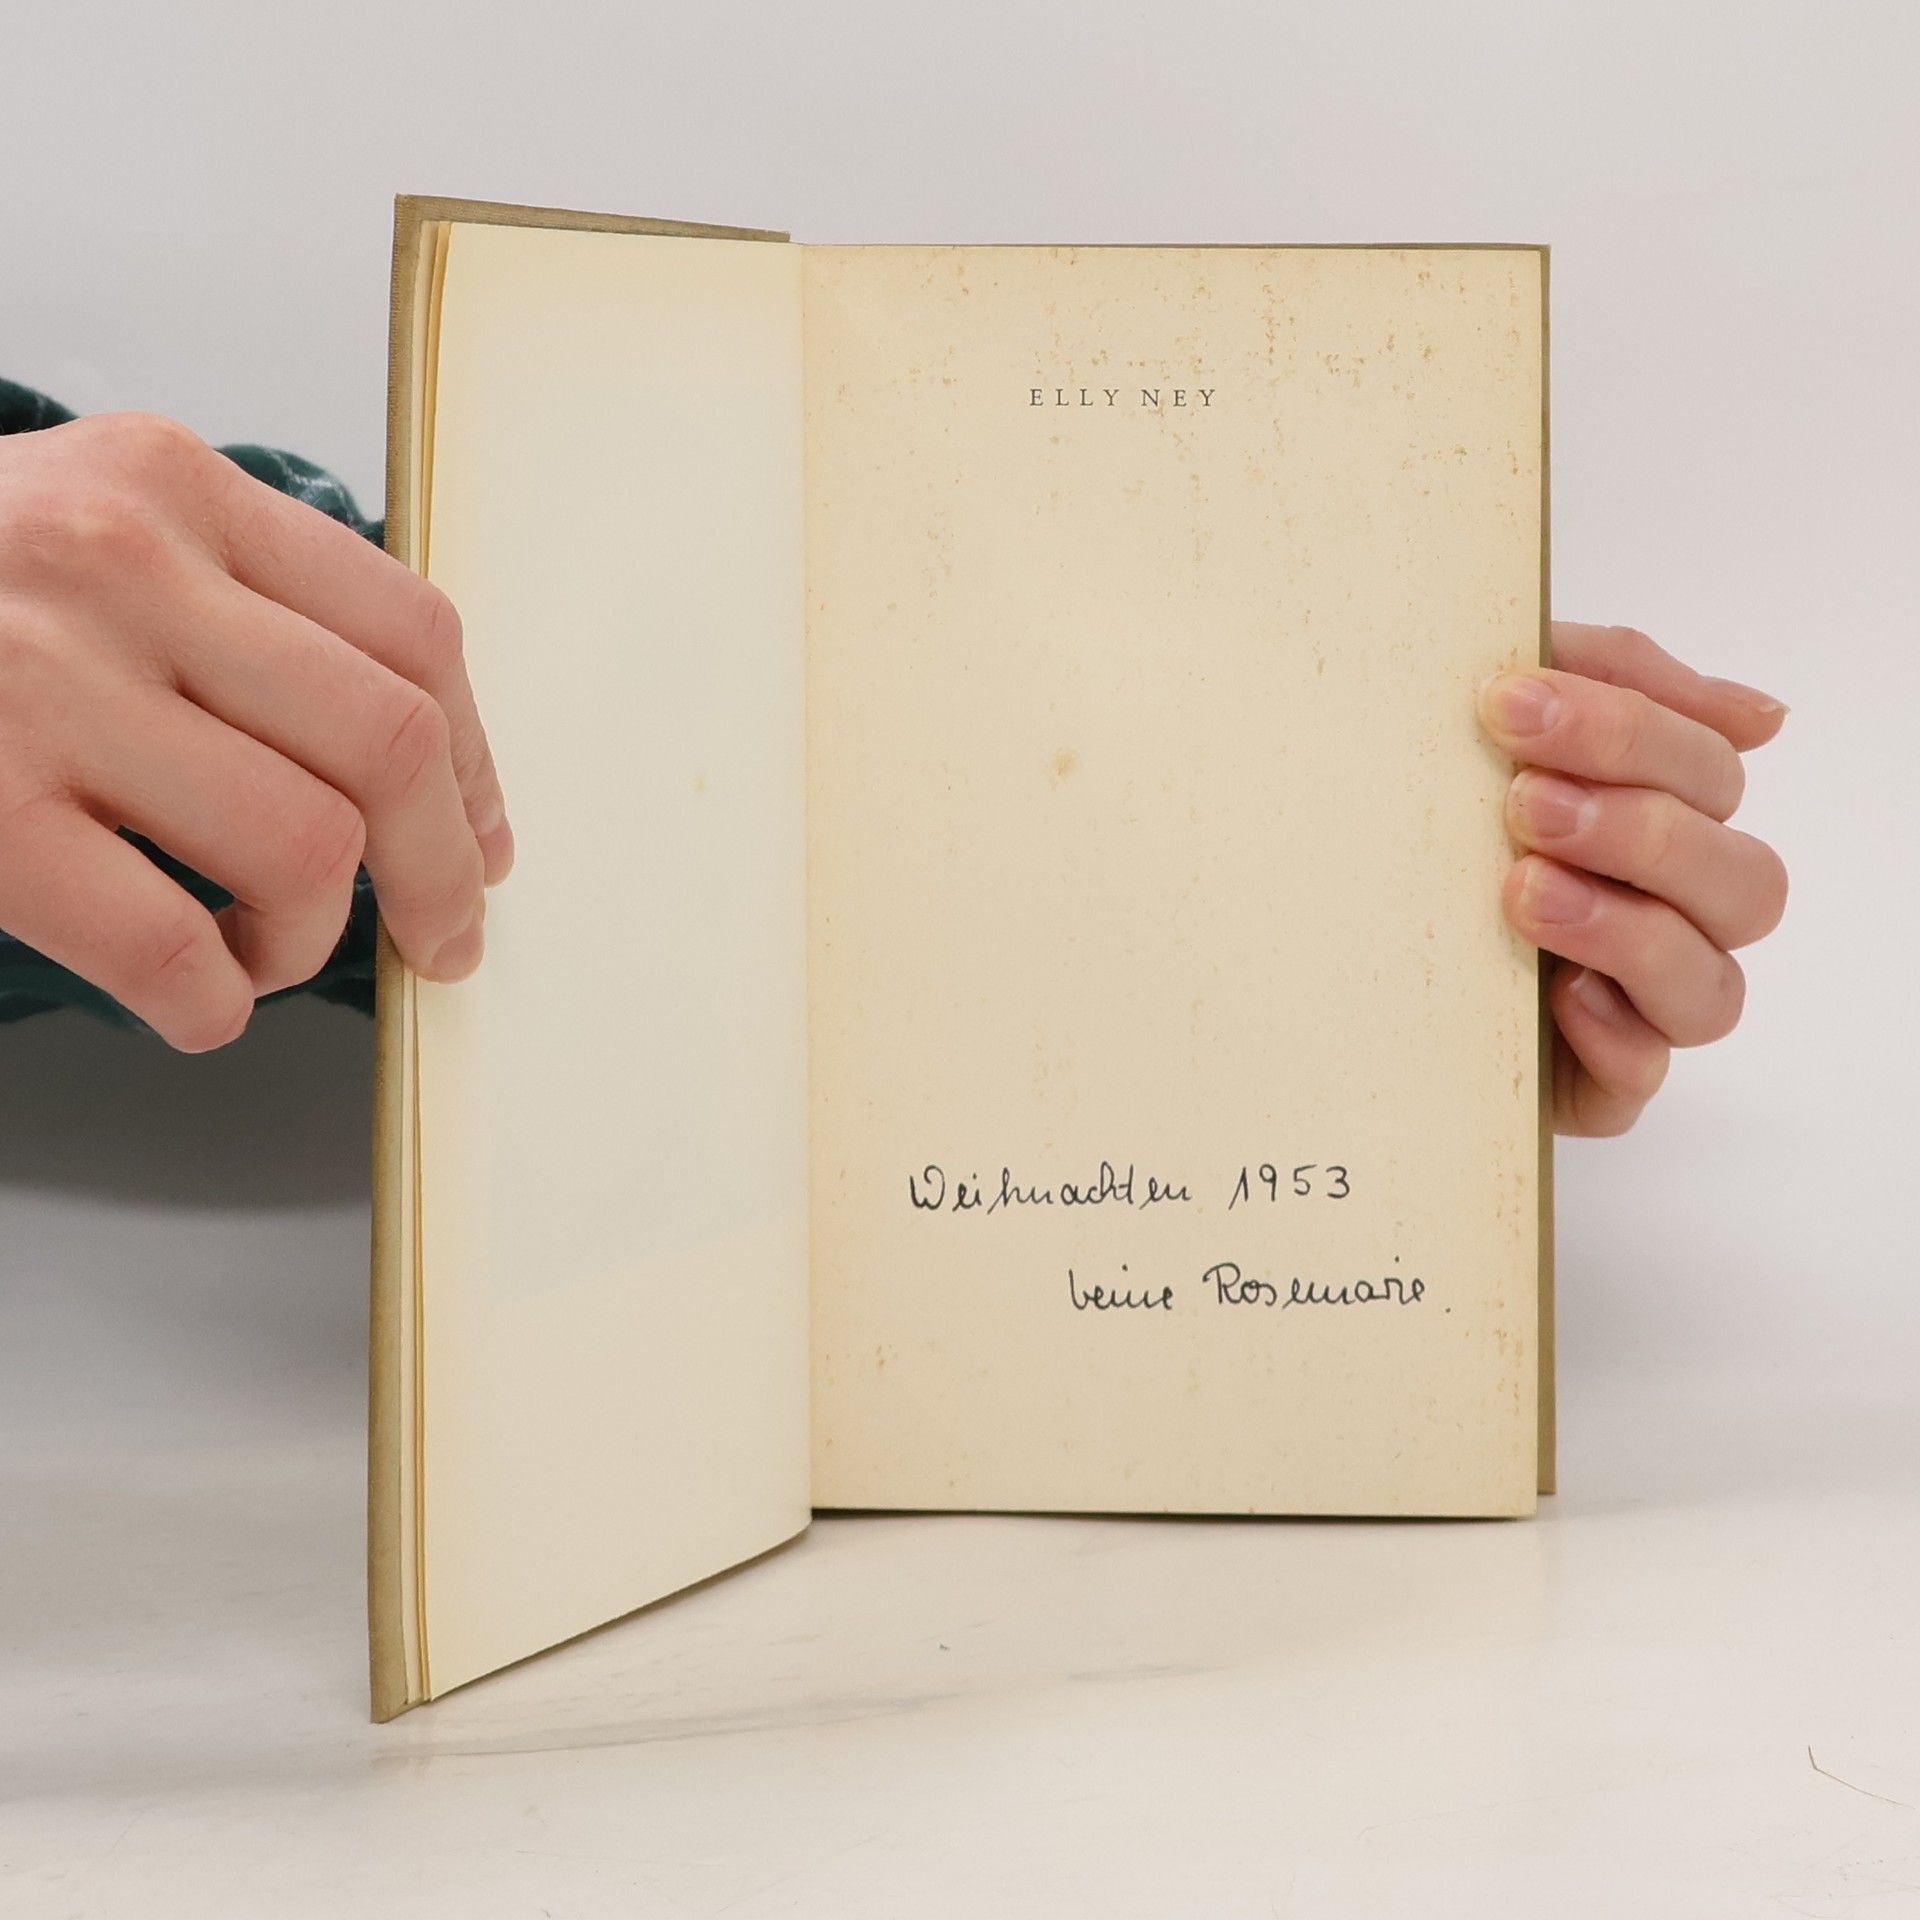 ELLY NEY
Weihnachten 1953
Deine Rosemarie.